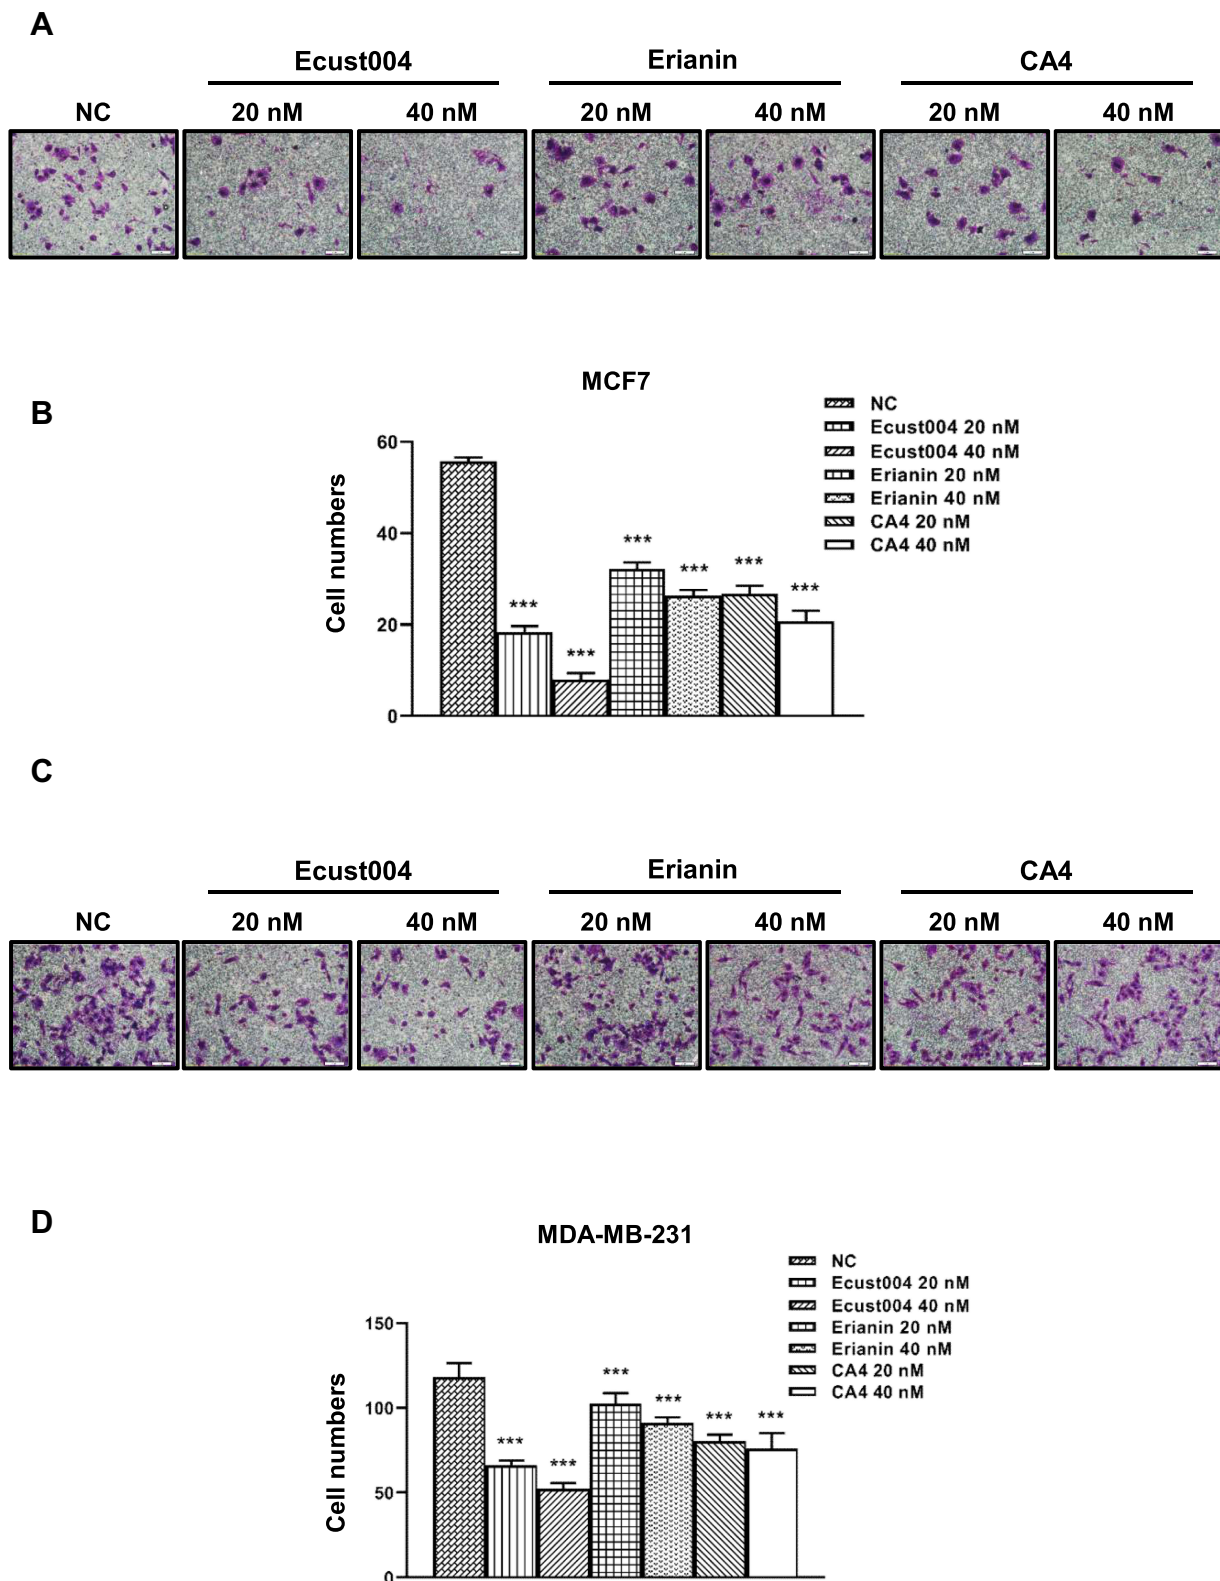 A
Ecust004 Erianin CA4
NC 20 nM 40 nM 20 nM 40 nM 20 nM 40 nM
B
MCF7
NC
Ecust004 20 nM
Ecust004 40 nM
Erianin 20 nM
Erianin 40 nM
CA4 20 nM
CA4 40 nM
Cell numbers
60
40
20
0
*** *** *** *** *** ***
C
Ecust004 Erianin CA4
NC 20 nM 40 nM 20 nM 40 nM 20 nM 40 nM
D
MDA-MB-231
NC
Ecust004 20 nM
Ecust004 40 nM
Erianin 20 nM
Erianin 40 nM
CA4 20 nM
CA4 40 nM
Cell numbers
150
100
50
0
*** *** *** *** *** ***